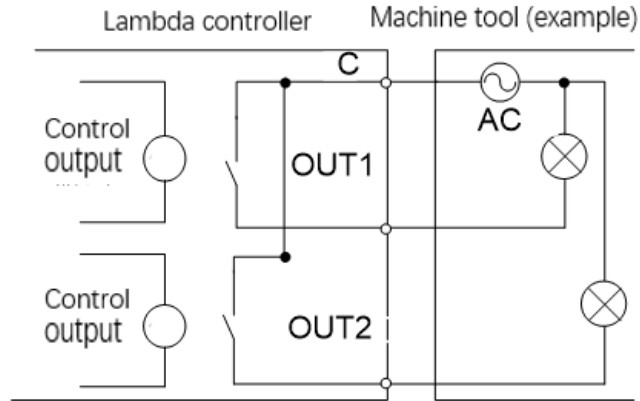 Lambda controller
Machine tool (example)
C
AC
Control
output
OUT1
Control
output
OUT2